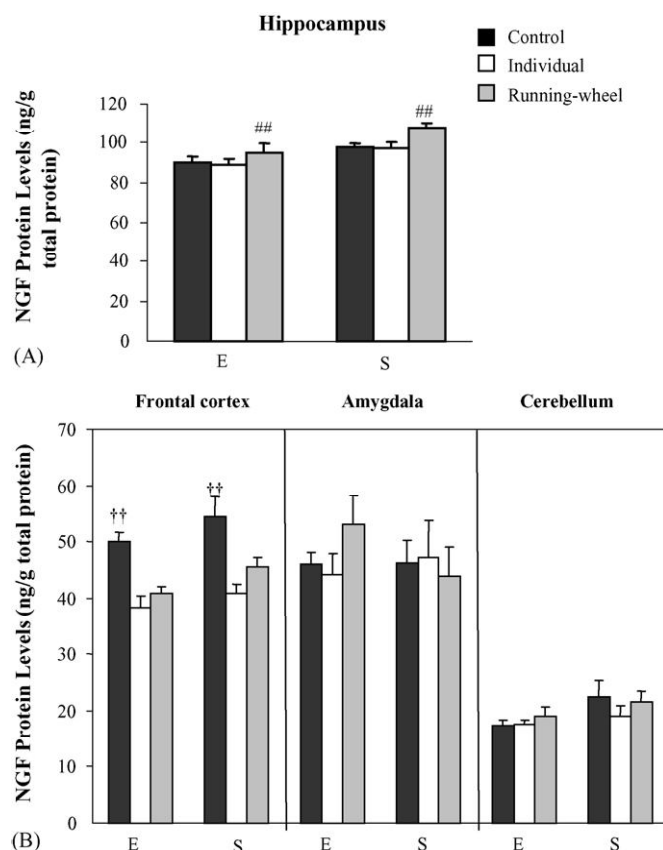 Hippocampus
Control
Individual
Running-wheel
NGF Protein Levels (ng/g
total protein)
120
100
80
60
40
20
0
##
##
E
S
(A)
Frontal cortex
Amygdala
Cerebellum
NGF Protein Levels (ng/g total protein)
70
60
50
40
30
20
10
0
††
††
E
S
E
S
E
S
(B)